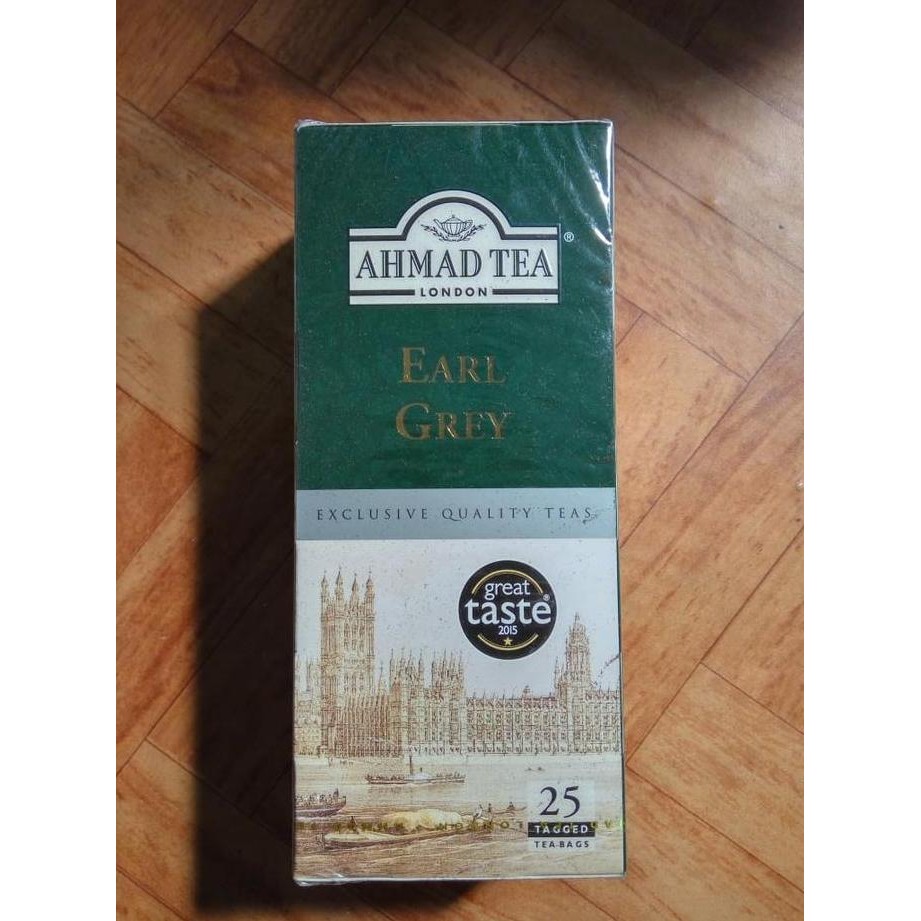 AHMAD TEA ®
LONDON
EARL
GREY
EXCLUSIVE QUALITY TEAS
great
taste ®
2015
25
TAGGED
TEA-BAGS